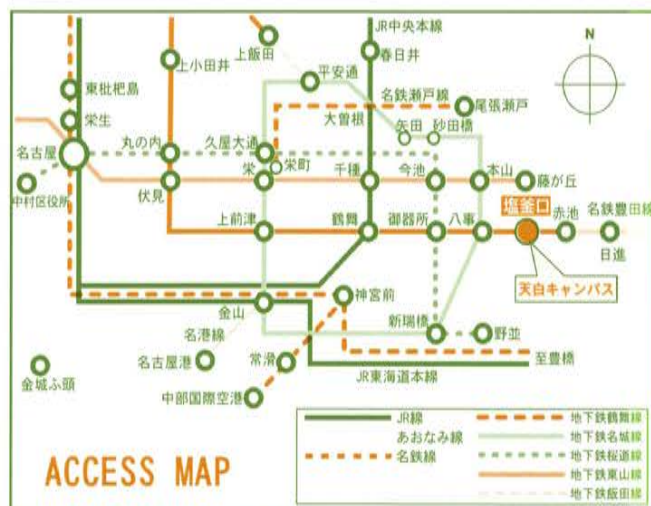 JR中央本線
上飯田
春日井
N
上小田井
平安通
名鉄瀬戸線
尾張瀬戸
東枇杷島
大曽根
矢田
砂田橋
栄生
名古屋
丸の内
久屋大通
栄町
中村区役所
伏見
栄
千種
今池
本山
藤が丘
塩釜口
上前津
鶴舞
御器所
八事
赤池
名鉄豊田線
日進
天白キャンパス
神宮前
金山
新瑞橋
野並
名港線
名古屋港
常滑
至豊橋
金城ふ頭
JR東海道本線
中部国際空港
JR線
あおなみ線
名鉄線
地下鉄鶴舞線
地下鉄名城線
地下鉄桜通線
地下鉄東山線
地下鉄飯田線
ACCESS MAP